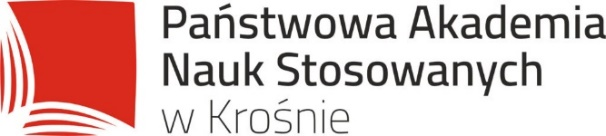 Państwowa Akademia
Nauk Stosowanych
w Krośnie